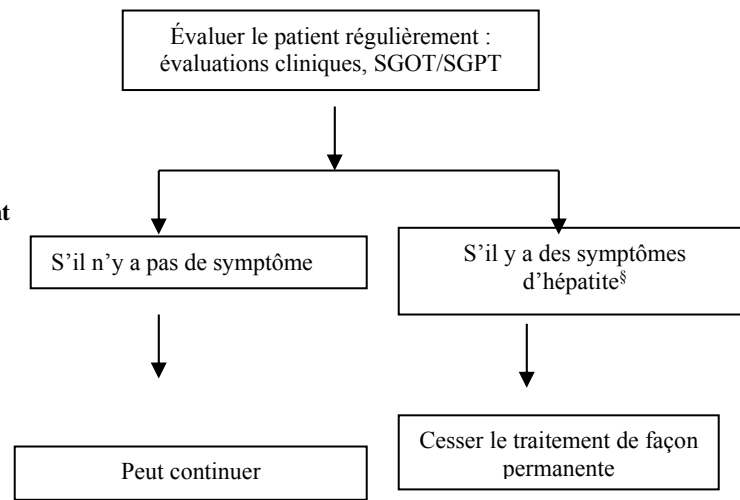 Évaluer le patient régulièrement :
évaluations cliniques, SGOT/SGPT
S’il n’y a pas de symptôme
S’il y a des symptômes
d’hépatite§
Peut continuer
Cesser le traitement de façon
permanente